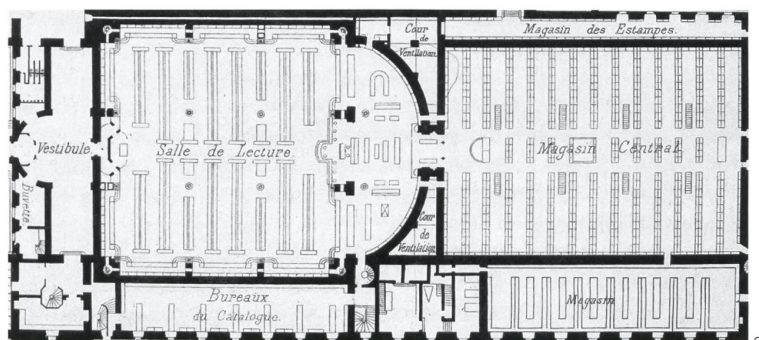 Cour
de
Ventilation.
Magasin des Estampes.
Vestibule.
Salle de Lecture.
Magasin Central.
Buvette
Cour
de
Ventilation.
Bureaux
du Catalogue.
Magasin